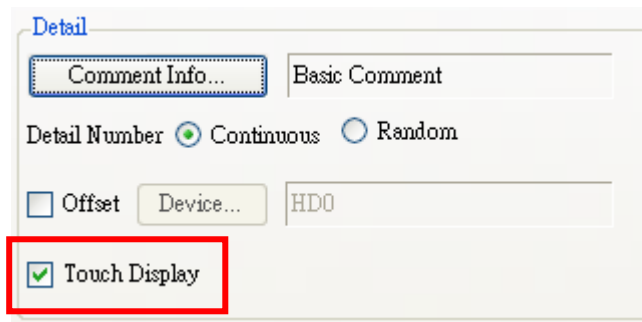 Detail
Comment Info... Basic Comment
Detail Number Continuous Random
Offset Device... HD0
Touch Display